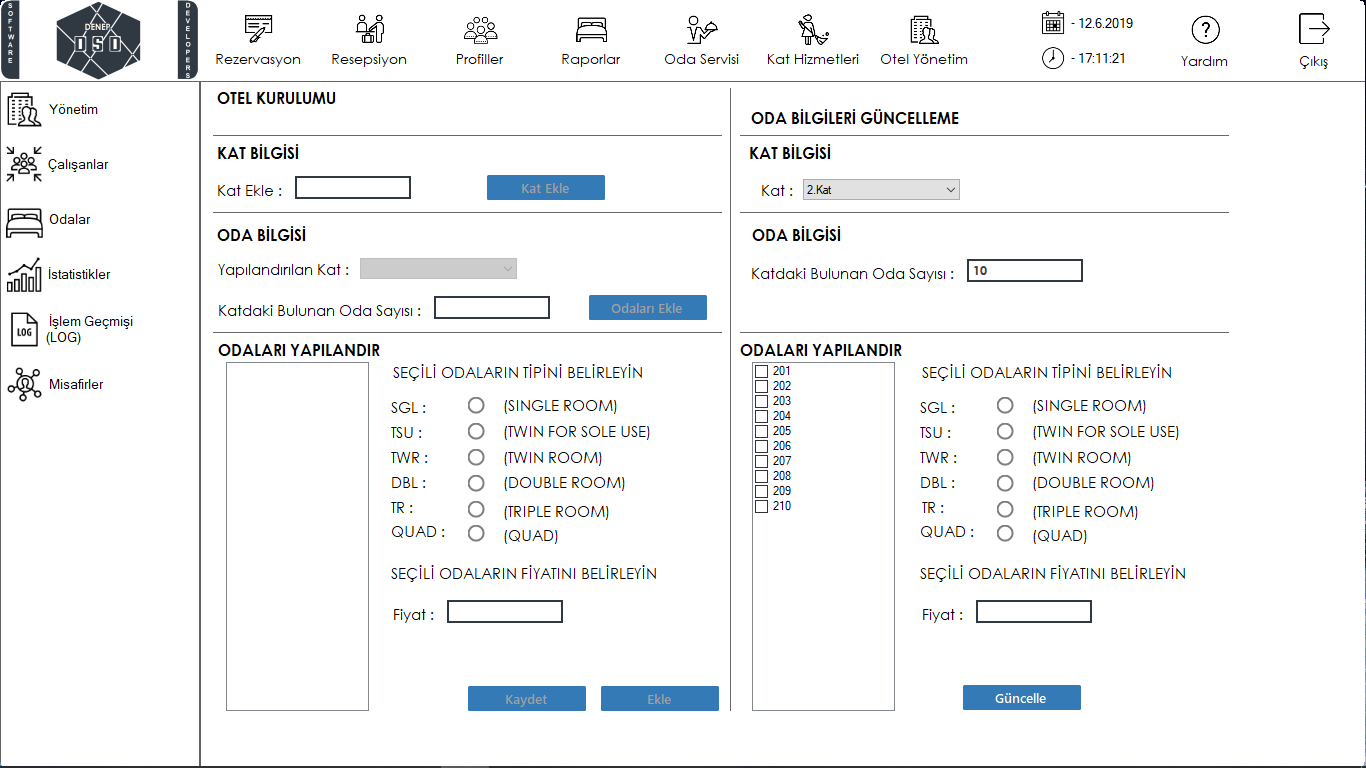 SOFTWARE
DENEP
DSD
DEVELOPERS
Rezervasyon
Resepsiyon
Profiller
Raporlar
Oda Servisi
Kat Hizmetleri
Otel Yönetim
- 12.6.2019
- 17:11:21
?
Yardım
Çıkış
Yönetim
Çalışanlar
Odalar
İstatistikler
LOG
İşlem Geçmişi
(LOG)
Misafirler
OTEL KURULUMU
KAT BİLGİSİ
Kat Ekle :
Kat Ekle
ODA BİLGİSİ
Yapılandırılan Kat :
Katdaki Bulunan Oda Sayısı :
Odaları Ekle
ODALARI YAPILANDIR
SEÇİLİ ODALARIN TİPİNİ BELİRLEYİN
SGL : (SINGLE ROOM)
TSU : (TWIN FOR SOLE USE)
TWR : (TWIN ROOM)
DBL : (DOUBLE ROOM)
TR : (TRIPLE ROOM)
QUAD : (QUAD)
SEÇİLİ ODALARIN FİYATINI BELİRLEYİN
Fiyat :
Kaydet
Ekle
ODA BİLGİLERİ GÜNCELLEME
KAT BİLGİSİ
Kat : 2.Kat
ODA BİLGİSİ
Katdaki Bulunan Oda Sayısı : 10
ODALARI YAPILANDIR
201
202
203
204
205
206
207
208
209
210
SEÇİLİ ODALARIN TİPİNİ BELİRLEYİN
SGL : (SINGLE ROOM)
TSU : (TWIN FOR SOLE USE)
TWR : (TWIN ROOM)
DBL : (DOUBLE ROOM)
TR : (TRIPLE ROOM)
QUAD : (QUAD)
SEÇİLİ ODALARIN FİYATINI BELİRLEYİN
Fiyat :
Güncelle